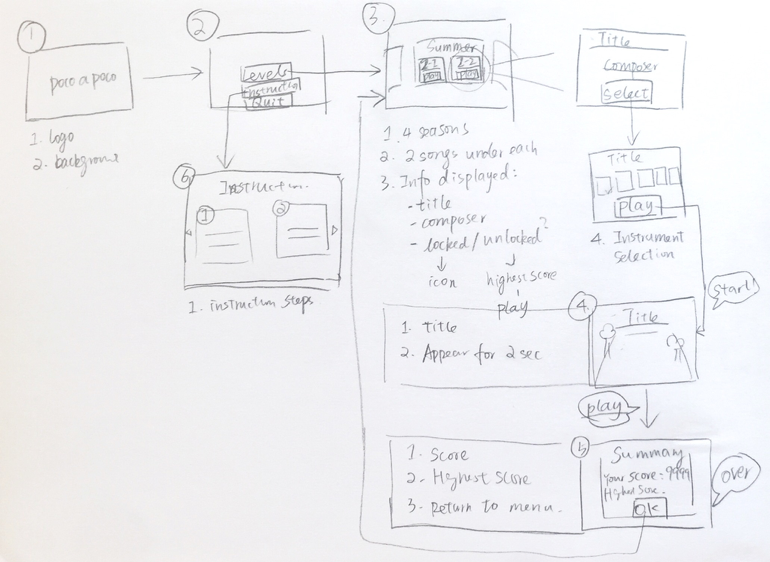 1
poco a poco
1. logo
2. background
2
Levels
Instruction
Quit
6
Instruction
1
2
1. instruction steps
3.
Summer
2-1
play
2-2
play
1. 4 seasons
2. 2 songs under each
3. Info displayed:
- title
- composer
- locked / unlocked?
icon
highest score
play
Title
Composer
Select
Title
play
4. Instrument selection
start
4.
Title
1. title
2. Appear for 2 sec
play
5
Summary
Your score: 9999
Highest Score.
OK
over
1. Score
2. Highest score
3. Return to menu.